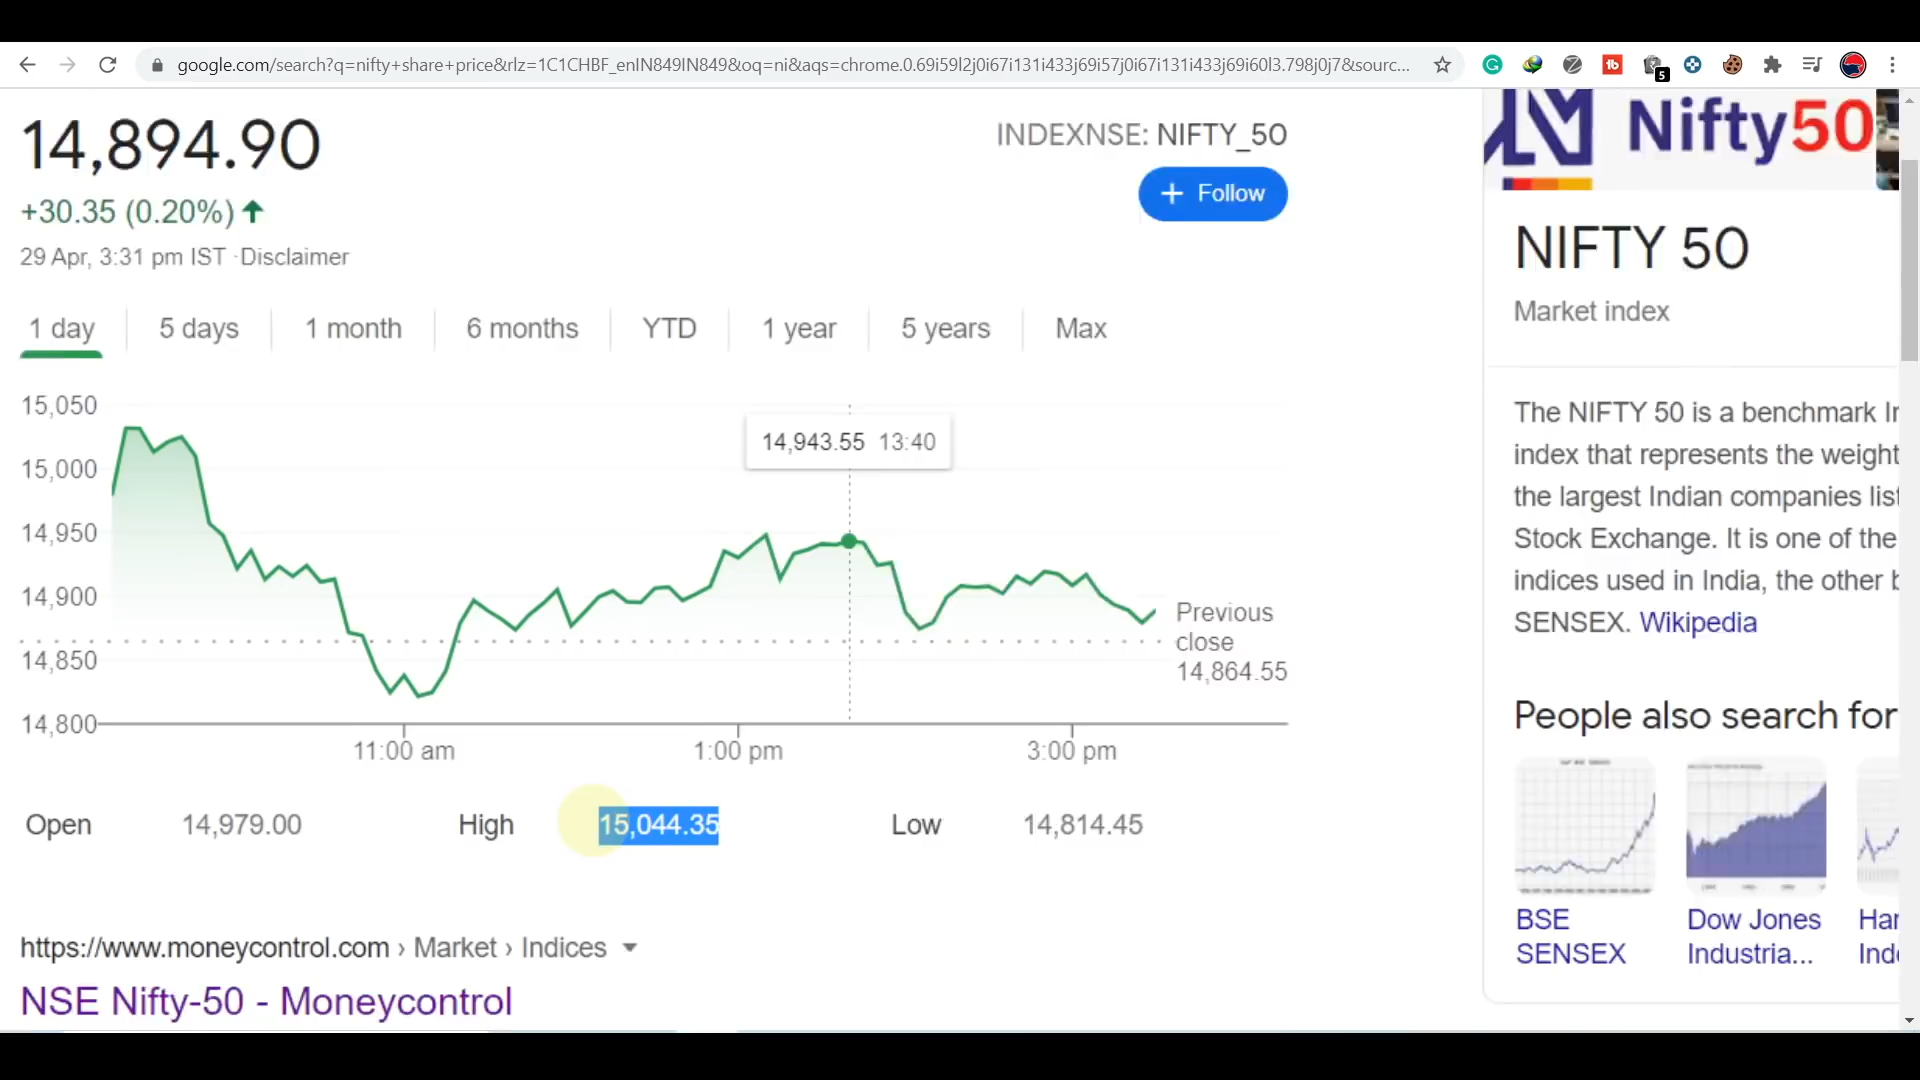 google.com/search?q=nifty+share+price&rlz=1C1CHBF_enIN849IN849&oq=ni&aqs=chrome.0.69i59l2j0i67i131i433j69i57j0i67i131i433j69i60l3.798j0j7&sourc...
5
14,894.90
INDEXNSE: NIFTY_50
+ Follow
+30.35 (0.20%)
29 Apr, 3:31 pm IST · Disclaimer
1 day
5 days
1 month
6 months
YTD
1 year
5 years
Max
15,050
15,000
14,950
14,900
14,850
14,800
14,943.55 13:40
Previous
close
14,864.55
11:00 am
1:00 pm
3:00 pm
Open 14,979.00
High 15,044.35
Low 14,814.45
https://www.moneycontrol.com › Market › Indices
NSE Nifty-50 - Moneycontrol
Nifty50
NIFTY 50
Market index
The NIFTY 50 is a benchmark
index that represents the weight
the largest Indian companies
Stock Exchange. It is one of the
indices used in India, the other
SENSEX. Wikipedia
People also search for
BSE
SENSEX
Dow Jones
Industria...